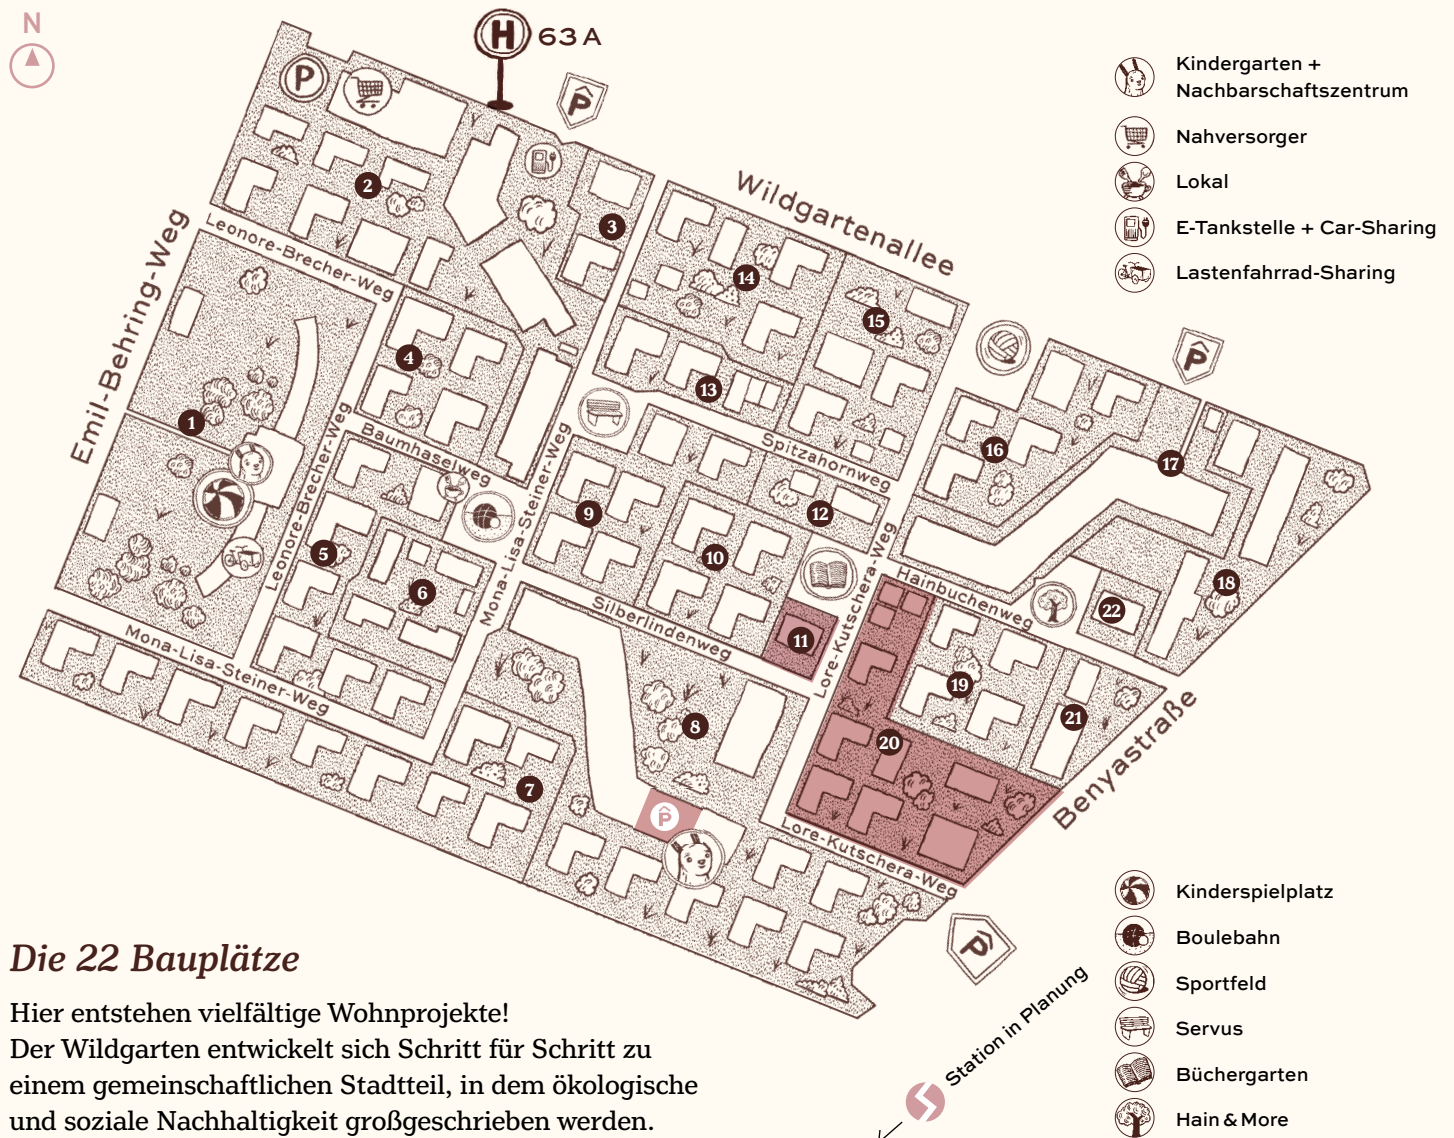 N
H 63 A
P
P
Kindergarten +
Nachbarschaftszentrum
Nahversorger
Lokal
E-Tankstelle + Car-Sharing
Lastenfahrrad-Sharing
Wildgartenallee
Emil-Behring-Weg
Leonore-Brecher-Weg
2
3
14
15
4
13
1
16
17
P
Baumhaselweg
Leonore-Brecher-Weg
Mona-Lisa-Steiner-Weg
Spitzahornweg
9
12
5
10
6
Silberlindenweg
11
Lore-Kutschera-Weg
Hainbuchenweg
22
18
19
21
20
Mona-Lisa-Steiner-Weg
8
7
P
Lore-Kutschera-Weg
Benyastraße
P
Kinderspielplatz
Boulebahn
Sportfeld
Servus
Büchergarten
Hain & More
Station in Planung
Die 22 Bauplätze
Hier entstehen vielfältige Wohnprojekte!
Der Wildgarten entwickelt sich Schritt für Schritt zu
einem gemeinschaftlichen Stadtteil, in dem ökologische
und soziale Nachhaltigkeit großgeschrieben werden.